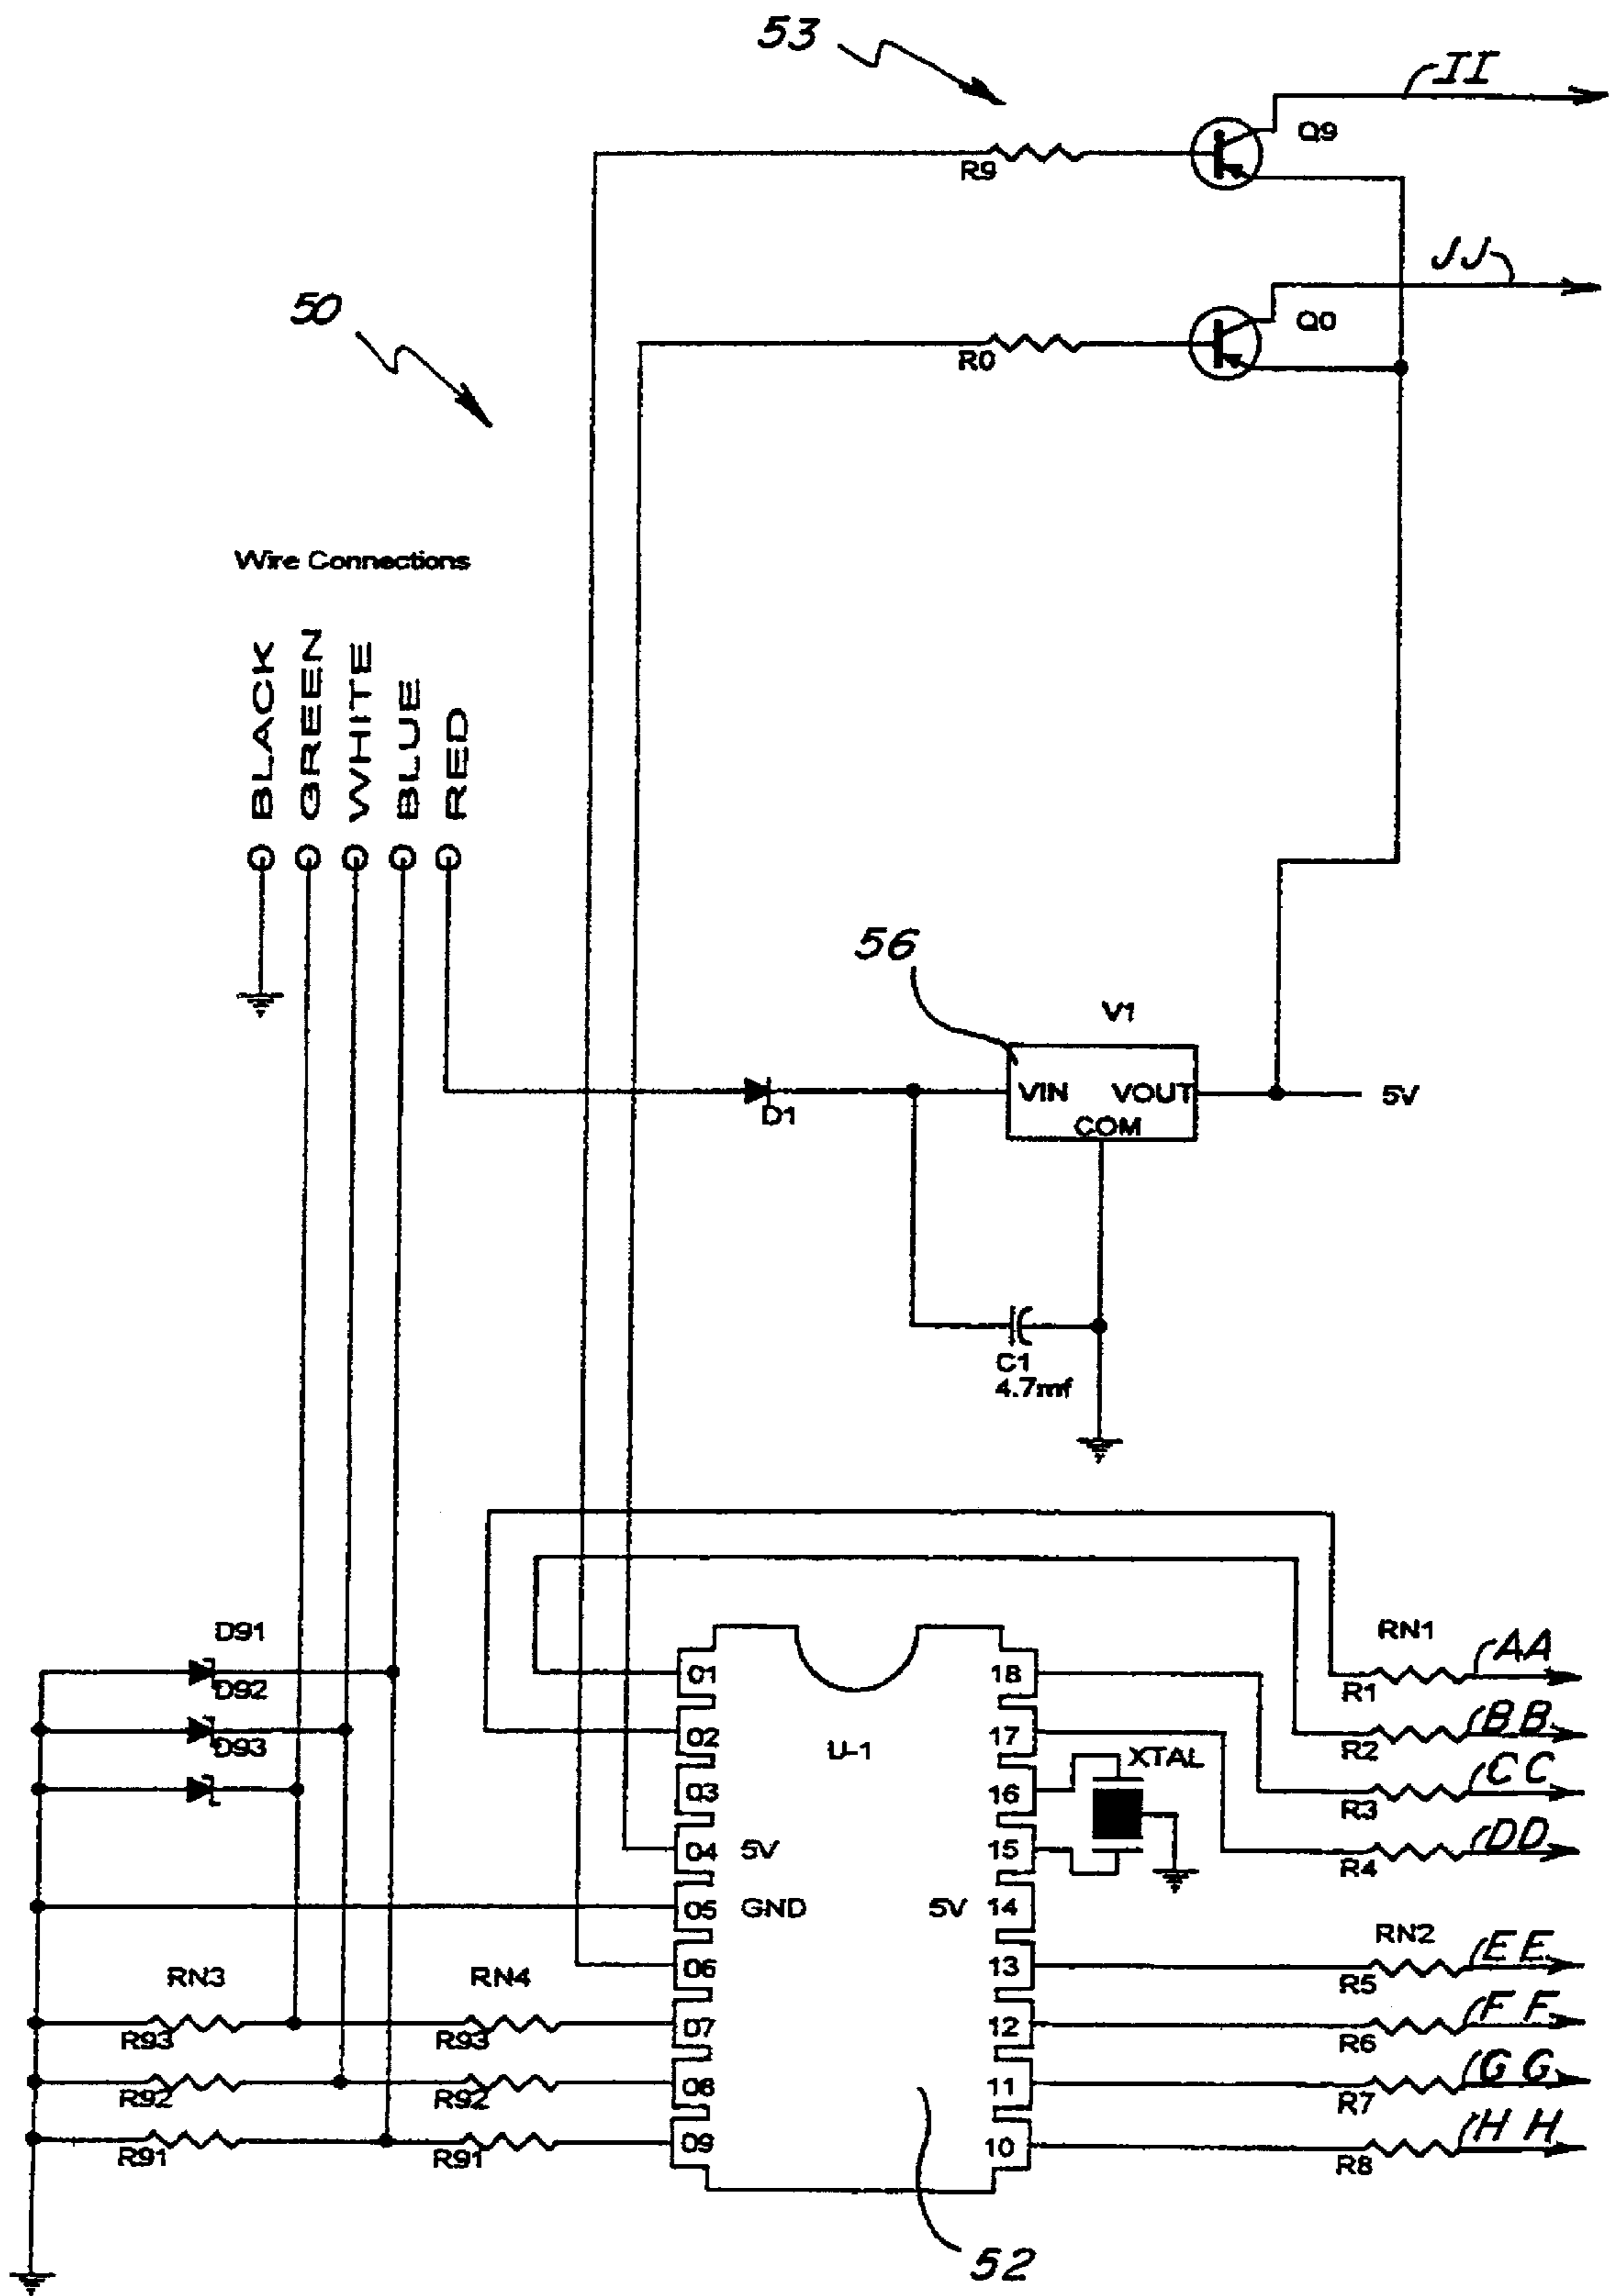 53
II
Q9
R9
JJ
Q0
R0
50
Wire Connections
BLACK
GREEN
WHITE
BLUE
RED
56
V1
VIN VOUT
COM
5V
D1
C1
4.7mf
D91
D92
D93
RN1
AA
R1
BB
R2
CC
R3
DD
R4
01 18
02 17
U-1
XTAL
03 16
04 5V 15
05 GND 5V 14
06 13
RN2
EE
R5
RN3 RN4
R93 R93 07 12
FF
R6
R92 R92 08 11
GG
R7
R91 R91 09 10
HH
R8
52